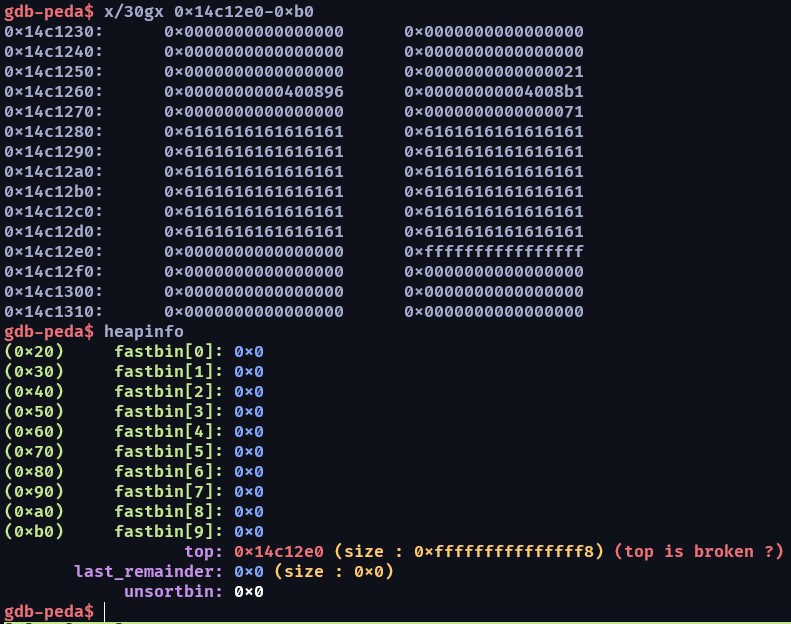 gdb-peda$ x/30gx 0×14c12e0-0×b0
0×14c1230: 0×0000000000000000 0×0000000000000000
0×14c1240: 0×0000000000000000 0×0000000000000000
0×14c1250: 0×0000000000000000 0×0000000000000021
0×14c1260: 0×0000000000400896 0×00000000004008b1
0×14c1270: 0×0000000000000000 0×0000000000000071
0×14c1280: 0×6161616161616161 0×6161616161616161
0×14c1290: 0×6161616161616161 0×6161616161616161
0×14c12a0: 0×6161616161616161 0×6161616161616161
0×14c12b0: 0×6161616161616161 0×6161616161616161
0×14c12c0: 0×6161616161616161 0×6161616161616161
0×14c12d0: 0×6161616161616161 0×6161616161616161
0×14c12e0: 0×0000000000000000 0×ffffffffffffffff
0×14c12f0: 0×0000000000000000 0×0000000000000000
0×14c1300: 0×0000000000000000 0×0000000000000000
0×14c1310: 0×0000000000000000 0×0000000000000000
gdb-peda$ heapinfo
(0×20) fastbin[0]: 0×0
(0×30) fastbin[1]: 0×0
(0×40) fastbin[2]: 0×0
(0×50) fastbin[3]: 0×0
(0×60) fastbin[4]: 0×0
(0×70) fastbin[5]: 0×0
(0×80) fastbin[6]: 0×0
(0×90) fastbin[7]: 0×0
(0×a0) fastbin[8]: 0×0
(0×b0) fastbin[9]: 0×0
top: 0×14c12e0 (size : 0×fffffffffffffff8) (top is broken ?)
last_remainder: 0×0 (size : 0×0)
unsortbin: 0×0
gdb-peda$